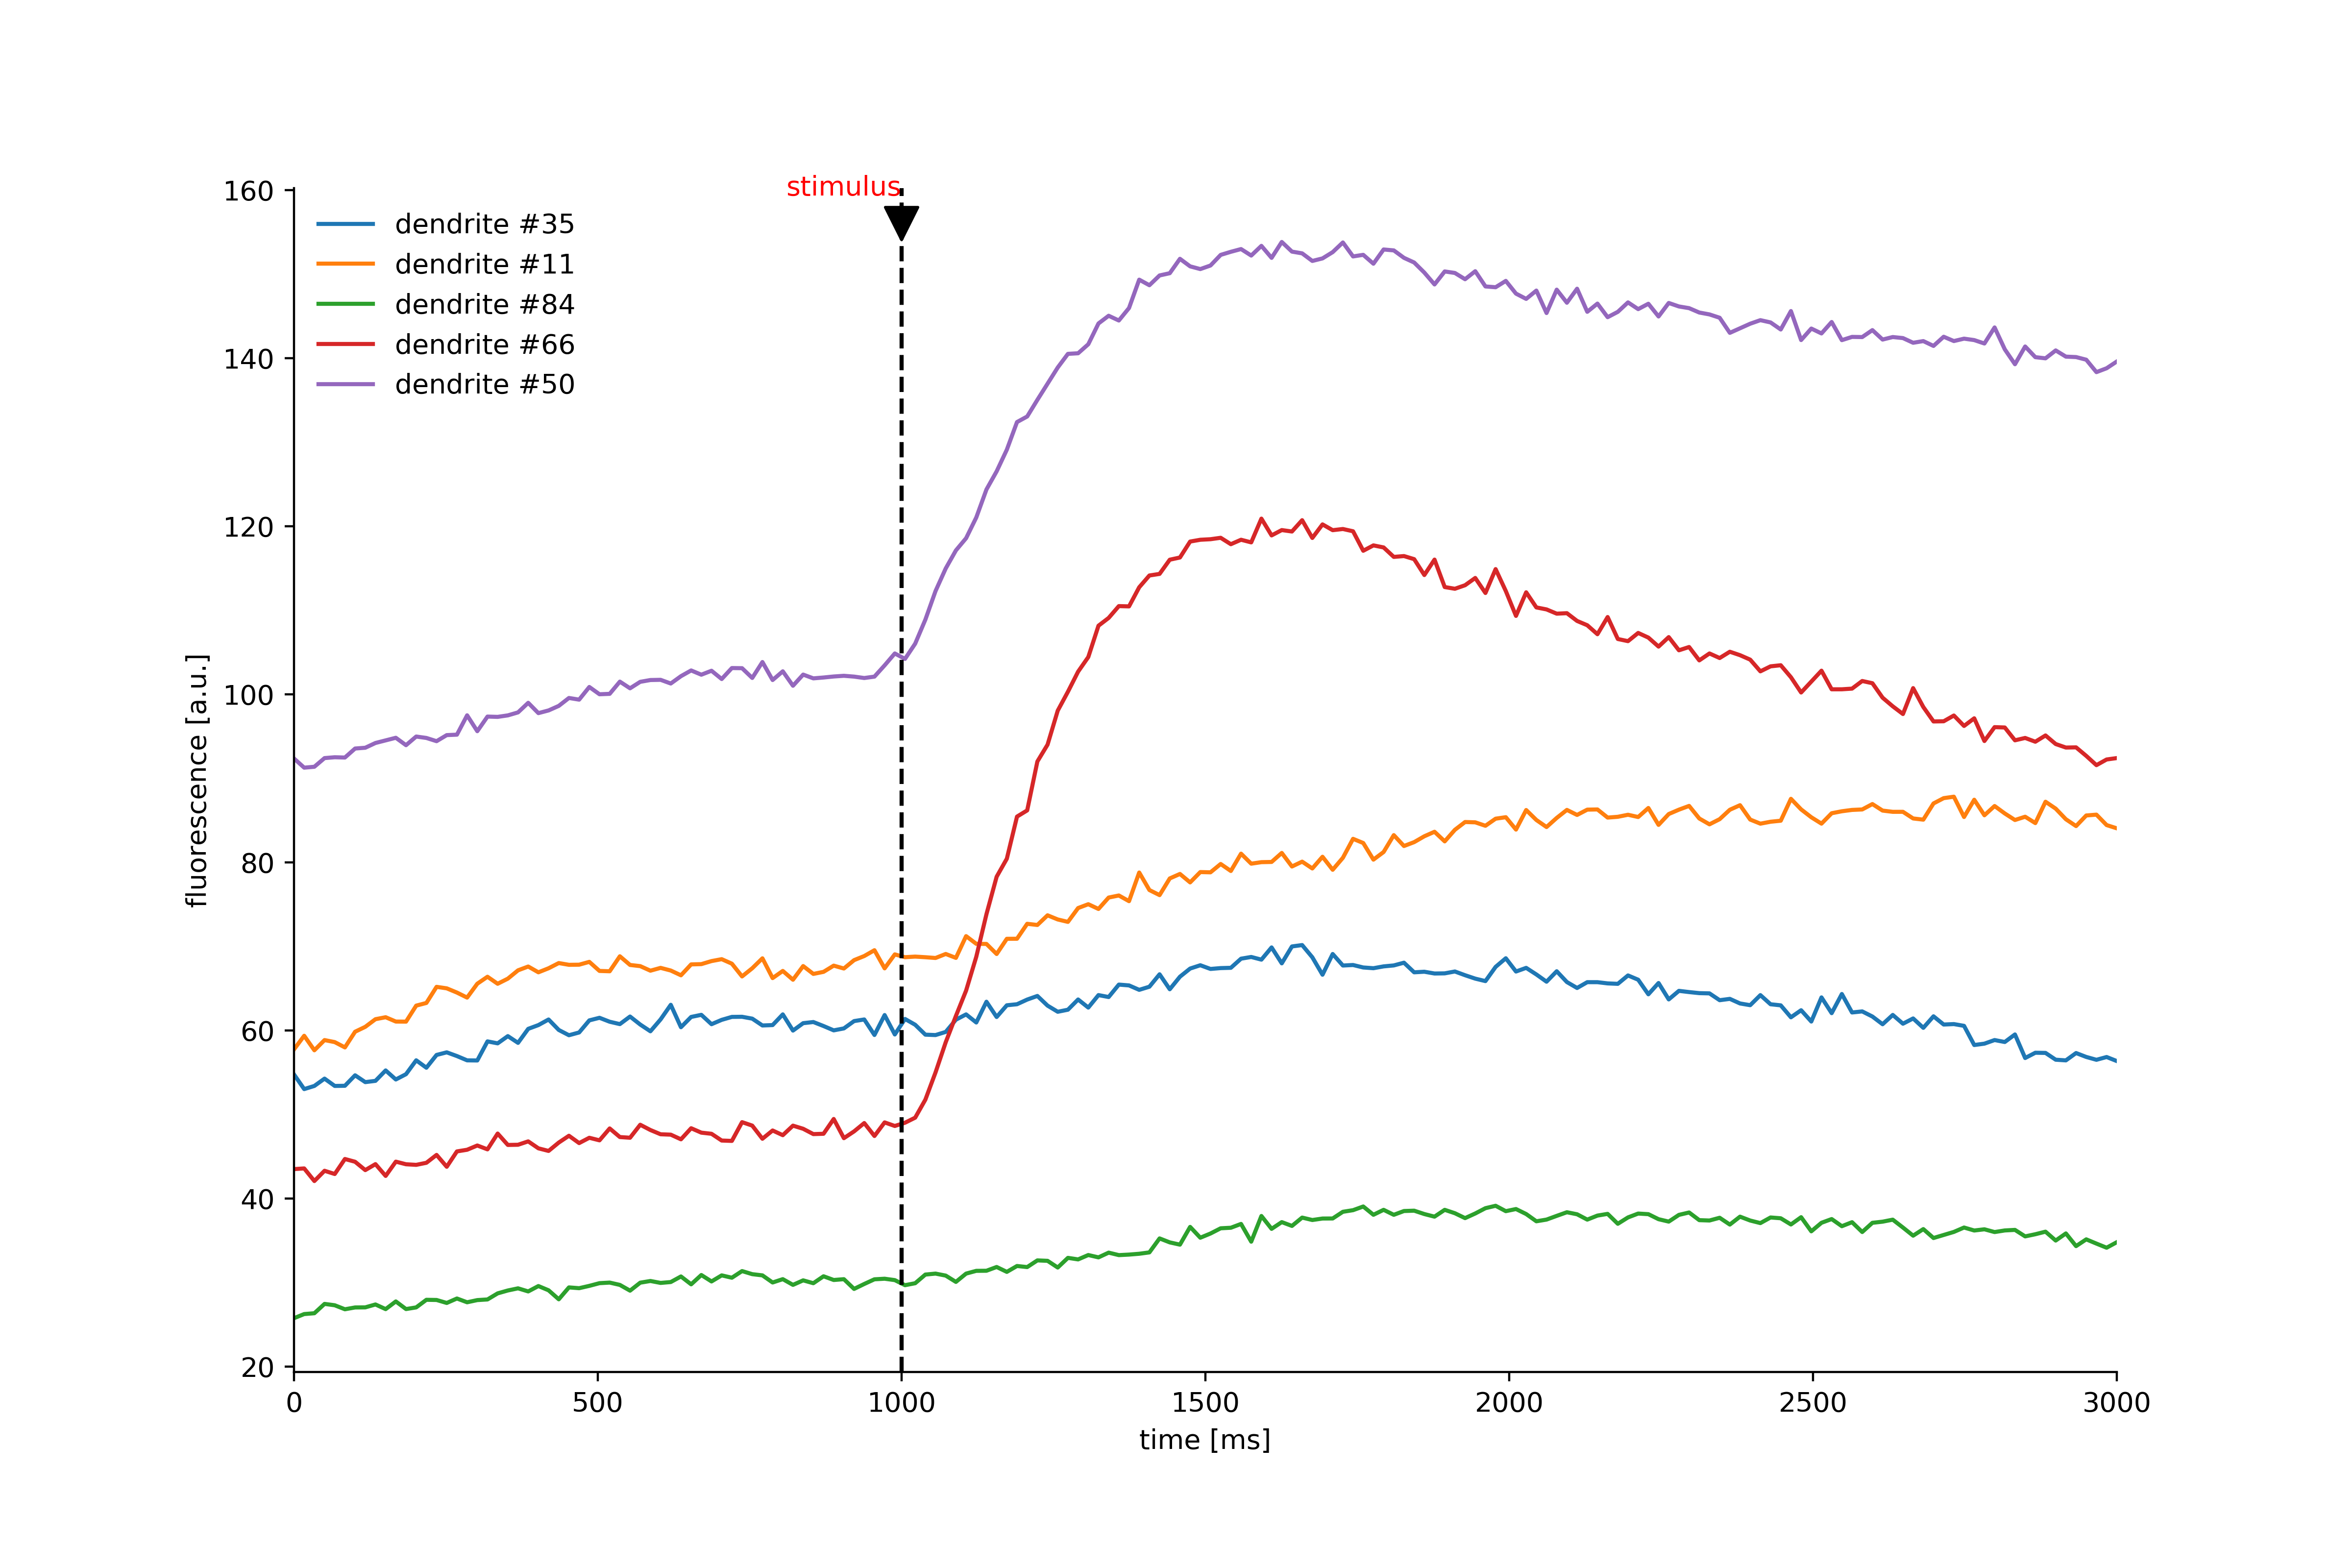 stimulus
160
140
120
100
80
60
40
20
fluorescence [a.u.]
dendrite #35
dendrite #11
dendrite #84
dendrite #66
dendrite #50
0 500 1000 1500 2000 2500 3000
time [ms]